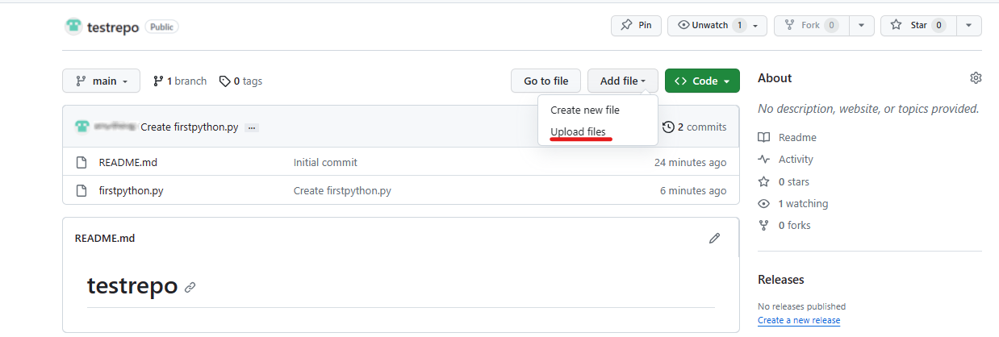 testrepo Public Pin Unwatch 1 Fork 0 Star 0
main 1 branch 0 tags Go to file Add file Code
Create new file
Upload files
Create firstpython.py ... 2 commits
README.md Initial commit 24 minutes ago
firstpython.py Create firstpython.py 6 minutes ago
README.md
testrepo
About
No description, website, or topics provided.
Readme
Activity
0 stars
1 watching
0 forks
Releases
No releases published
Create a new release